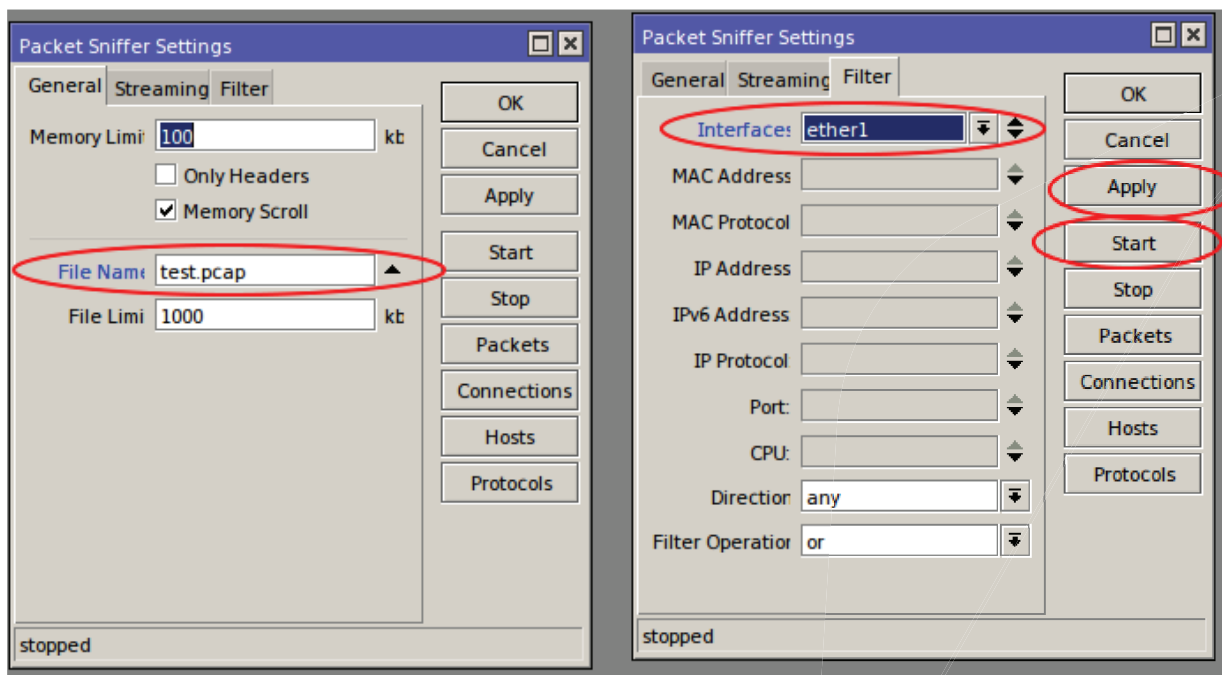 Packet Sniffer Settings
General Streaming Filter
Memory Limi 100 kb
Only Headers
Memory Scroll
File Name test.pcap
File Limi 1000 kb
OK
Cancel
Apply
Start
Stop
Packets
Connections
Hosts
Protocols
stopped
Packet Sniffer Settings
General Streaming Filter
Interfaces ether1
MAC Address
MAC Protocol
IP Address
IPv6 Address
IP Protocol
Port:
CPU:
Direction any
Filter Operation or
OK
Cancel
Apply
Start
Stop
Packets
Connections
Hosts
Protocols
stopped